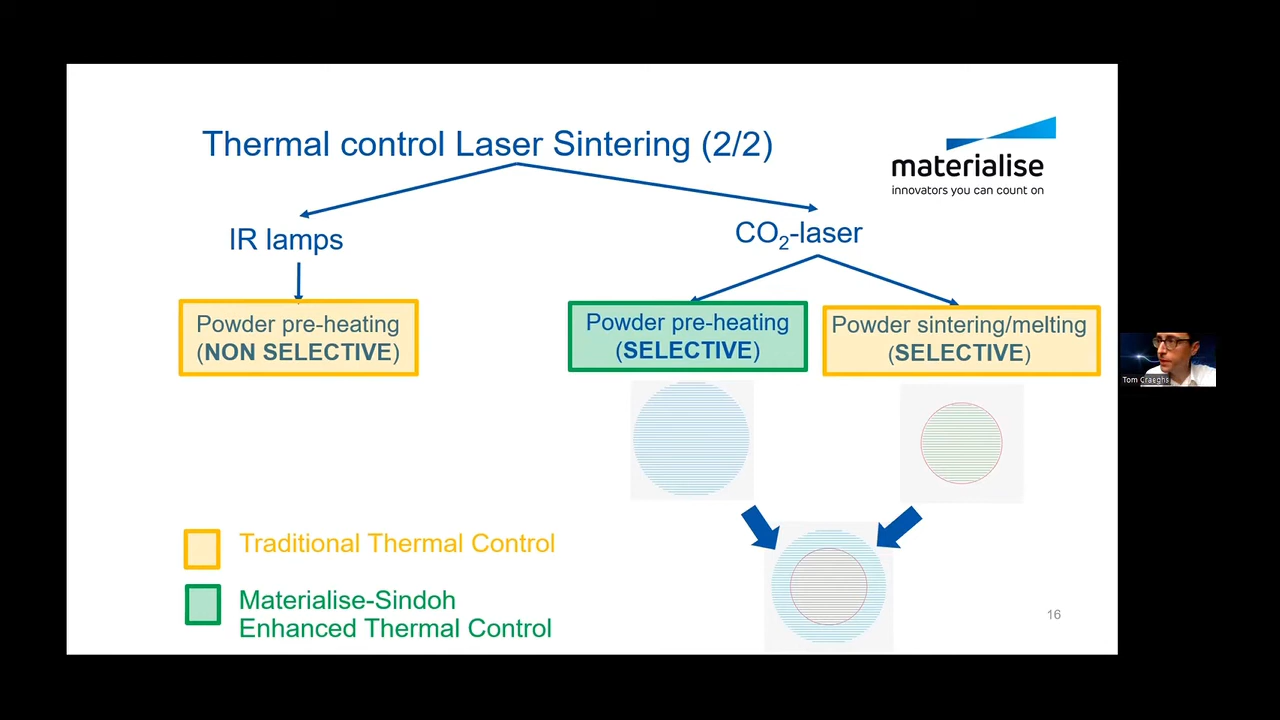 Thermal control Laser Sintering (2/2)
materialise
innovators you can count on
IR lamps
CO₂-laser
Powder pre-heating
(NON SELECTIVE)
Powder pre-heating
(SELECTIVE)
Powder sintering/melting
(SELECTIVE)
Traditional Thermal Control
Materialise-Sindoh
Enhanced Thermal Control
16
Tom Craeghs